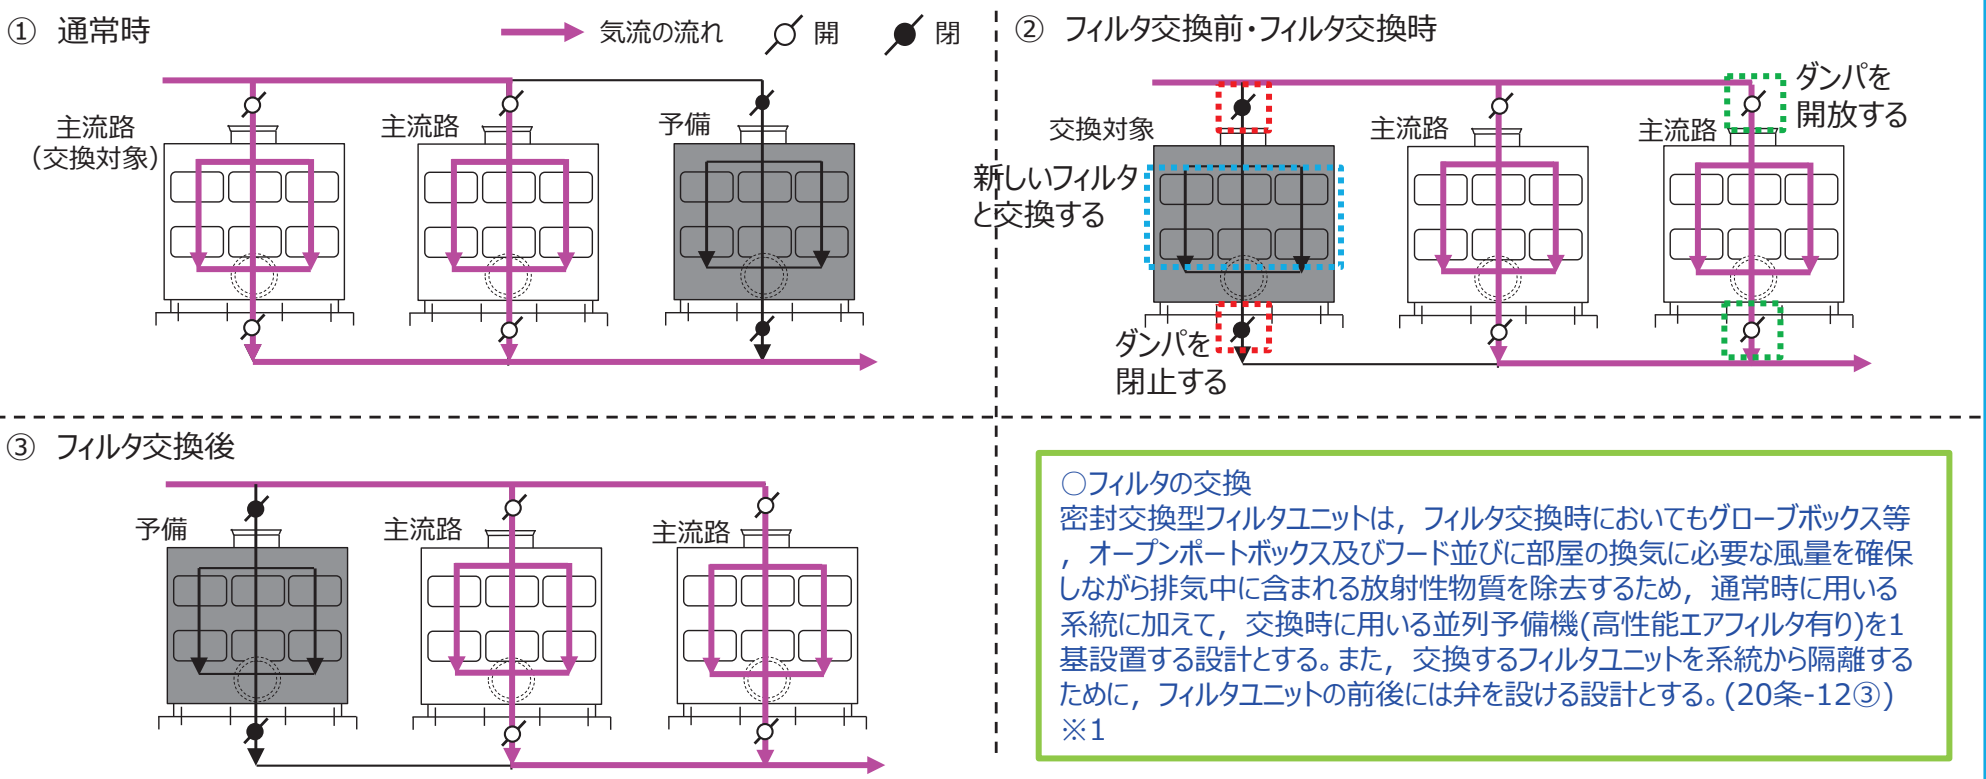 ① 通常時
気流の流れ 開 閉
主流路
(交換対象)
主流路
予備
② フィルタ交換前・フィルタ交換時
ダンパを
開放する
交換対象
主流路
主流路
新しいフィルタ
と交換する
ダンパを
閉止する
③ フィルタ交換後
予備
主流路
主流路
○フィルタの交換
密封交換型フィルタユニットは，フィルタ交換時においてもグローブボックス等
，オープンポートボックス及びフード並びに部屋の換気に必要な風量を確保
しながら排気中に含まれる放射性物質を除去するため，通常時に用いる
系統に加えて，交換時に用いる並列予備機(高性能エアフィルタ有り)を1
基設置する設計とする。また，交換するフィルタユニットを系統から隔離する
ために，フィルタユニットの前後には弁を設ける設計とする。(20条-12③)
※1